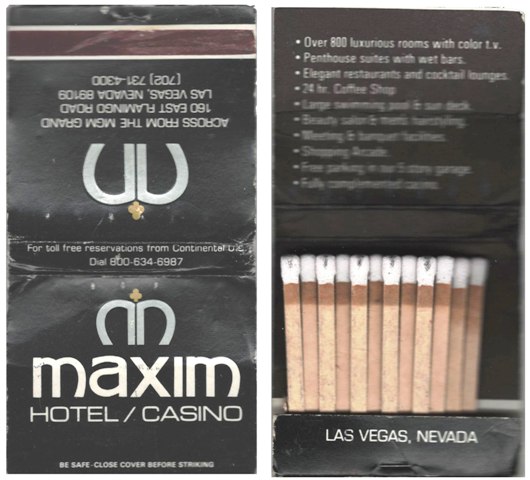 (702) 731-4300
LAS VEGAS, NEVADA 89109
160 EAST FLAMINGO ROAD
ACROSS FROM THE MGM GRAND
For toll free reservations from Continental U.S.
Dial 800-634-6987
maxim
HOTEL / CASINO
BE SAFE - CLOSE COVER BEFORE STRIKING
• Over 800 luxurious rooms with color t.v.
• Penthouse suites with wet bars.
• Elegant restaurants and cocktail lounges.
• 24 hr. Coffee Shop
• Large swimming pool & sun deck.
• Beauty salon & mens hairstyling.
• Meeting & banquet facilities.
• Shopping Arcade.
• Free parking in our 5 story garage.
• Fully complimented casino.
LAS VEGAS, NEVADA